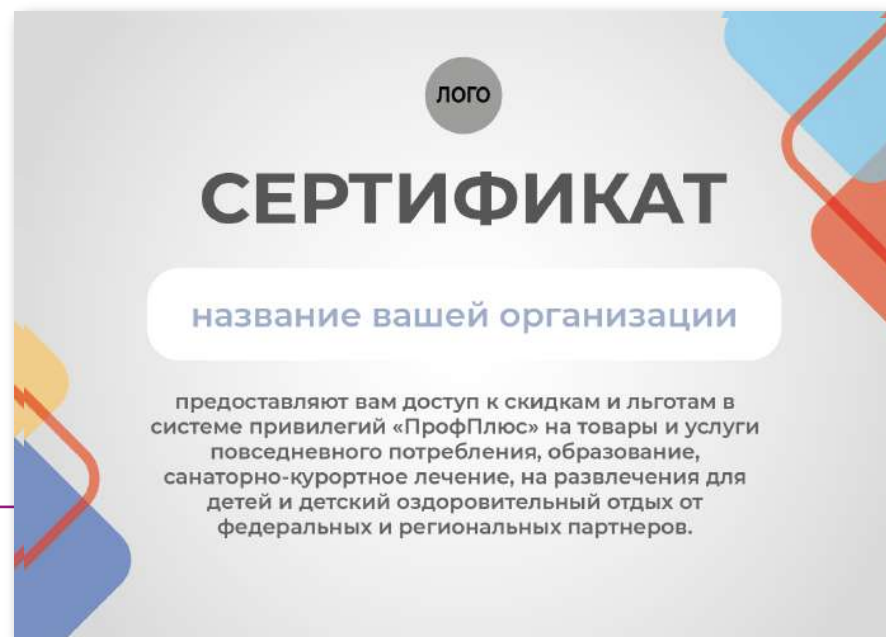 ЛОГО
СЕРТИФИКАТ
название вашей организации
предоставляют вам доступ к скидкам и льготам в
системе привилегий «ПрофПлюс» на товары и услуги
повседневного потребления, образование,
санаторно-курортное лечение, на развлечения для
детей и детский оздоровительный отдых от
федеральных и региональных партнеров.